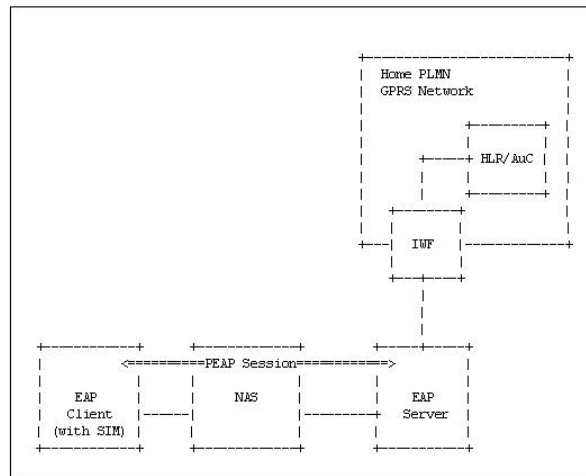 Home PLMN
GPRS Network
HLR/AuC
IWF
PEAP Session
EAP
Client
(with SIM)
NAS
EAP
Server